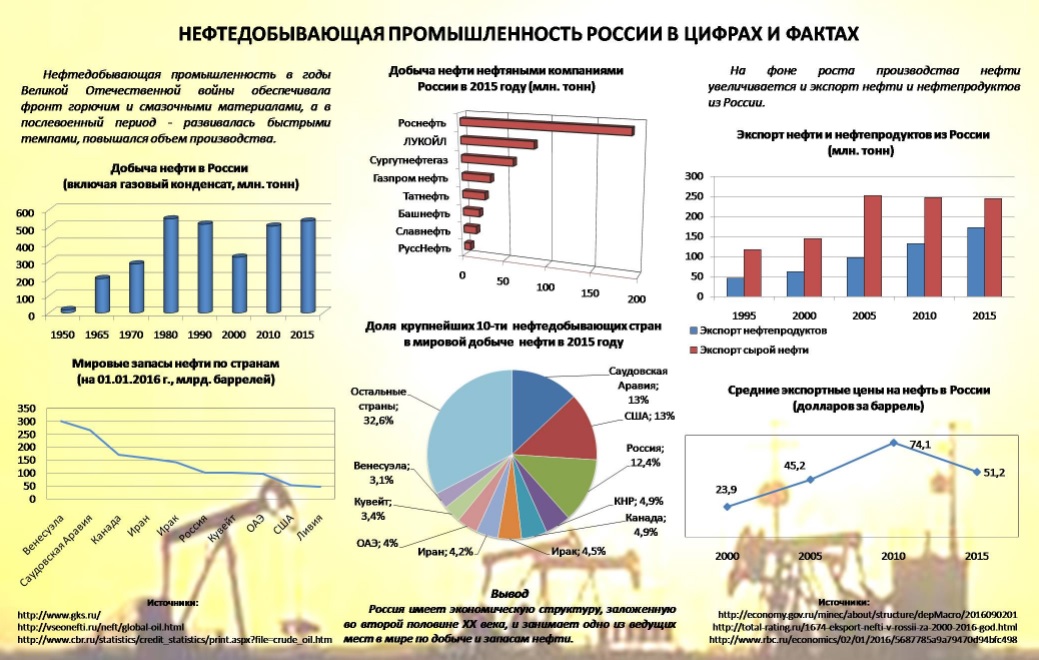 НЕФТЕДОБЫВАЮЩАЯ ПРОМЫШЛЕННОСТЬ РОССИИ В ЦИФРАХ И ФАКТАХ
Нефтедобывающая промышленность в годы
Великой Отечественной войны обеспечивала
фронт горючим и смазочными материалами, а в
послевоенный период - развивалась быстрыми
темпами, повышался объем производства.
Добыча нефти в России
(включая газовый конденсат, млн. тонн)
600
500
400
300
200
100
0
1950 1965 1970 1980 1990 2000 2010 2015
Мировые запасы нефти по странам
(на 01.01.2016 г., млрд. баррелей)
350
300
250
200
150
100
50
0
Венесуэла
Саудовская Аравия
Канада
Иран
Ирак
Россия
Кувейт
ОАЭ
США
Ливия
Источники:
http://www.gks.ru/
http://vseonefti.ru/neft/global-oil.html
http://www.cbr.ru/statistics/credit_statistics/print.aspx?file=crude_oil.htm
Добыча нефти нефтяными компаниями
России в 2015 году (млн. тонн)
Роснефть
ЛУКОЙЛ
Сургутнефтегаз
Газпром нефть
Татнефть
Башнефть
Славнефть
РуссНефть
0 50 100 150 200
Доля крупнейших 10-ти нефтедобывающих стран
в мировой добыче нефти в 2015 году
Саудовская
Аравия;
13%
США; 13%
Россия;
12,4%
КНР; 4,9%
Канада;
4,9%
Ирак; 4,5%
Иран; 4,2%
ОАЭ; 4%
Кувейт;
3,4%
Венесуэла;
3,1%
Остальные
страны;
32,6%
Вывод
Россия имеет экономическую структуру, заложенную
во второй половине XX века, и занимает одно из ведущих
мест в мире по добыче и запасам нефти.
На фоне роста производства нефти
увеличивается и экспорт нефти и нефтепродуктов
из России.
Экспорт нефти и нефтепродуктов из России
(млн. тонн)
300
250
200
150
100
50
0
1995 2000 2005 2010 2015
Экспорт нефтепродуктов
Экспорт сырой нефти
Средние экспортные цены на нефть в России
(долларов за баррель)
23,9
45,2
74,1
51,2
2000 2005 2010 2015
Источники:
http://economy.gov.ru/minec/about/structure/depMacro/2016090201
http://total-rating.ru/1674-eksport-nefti-v-rossii-za-2000-2016-god.html
http://www.rbc.ru/economics/02/01/2016/5687785a9a79470d94bfc498